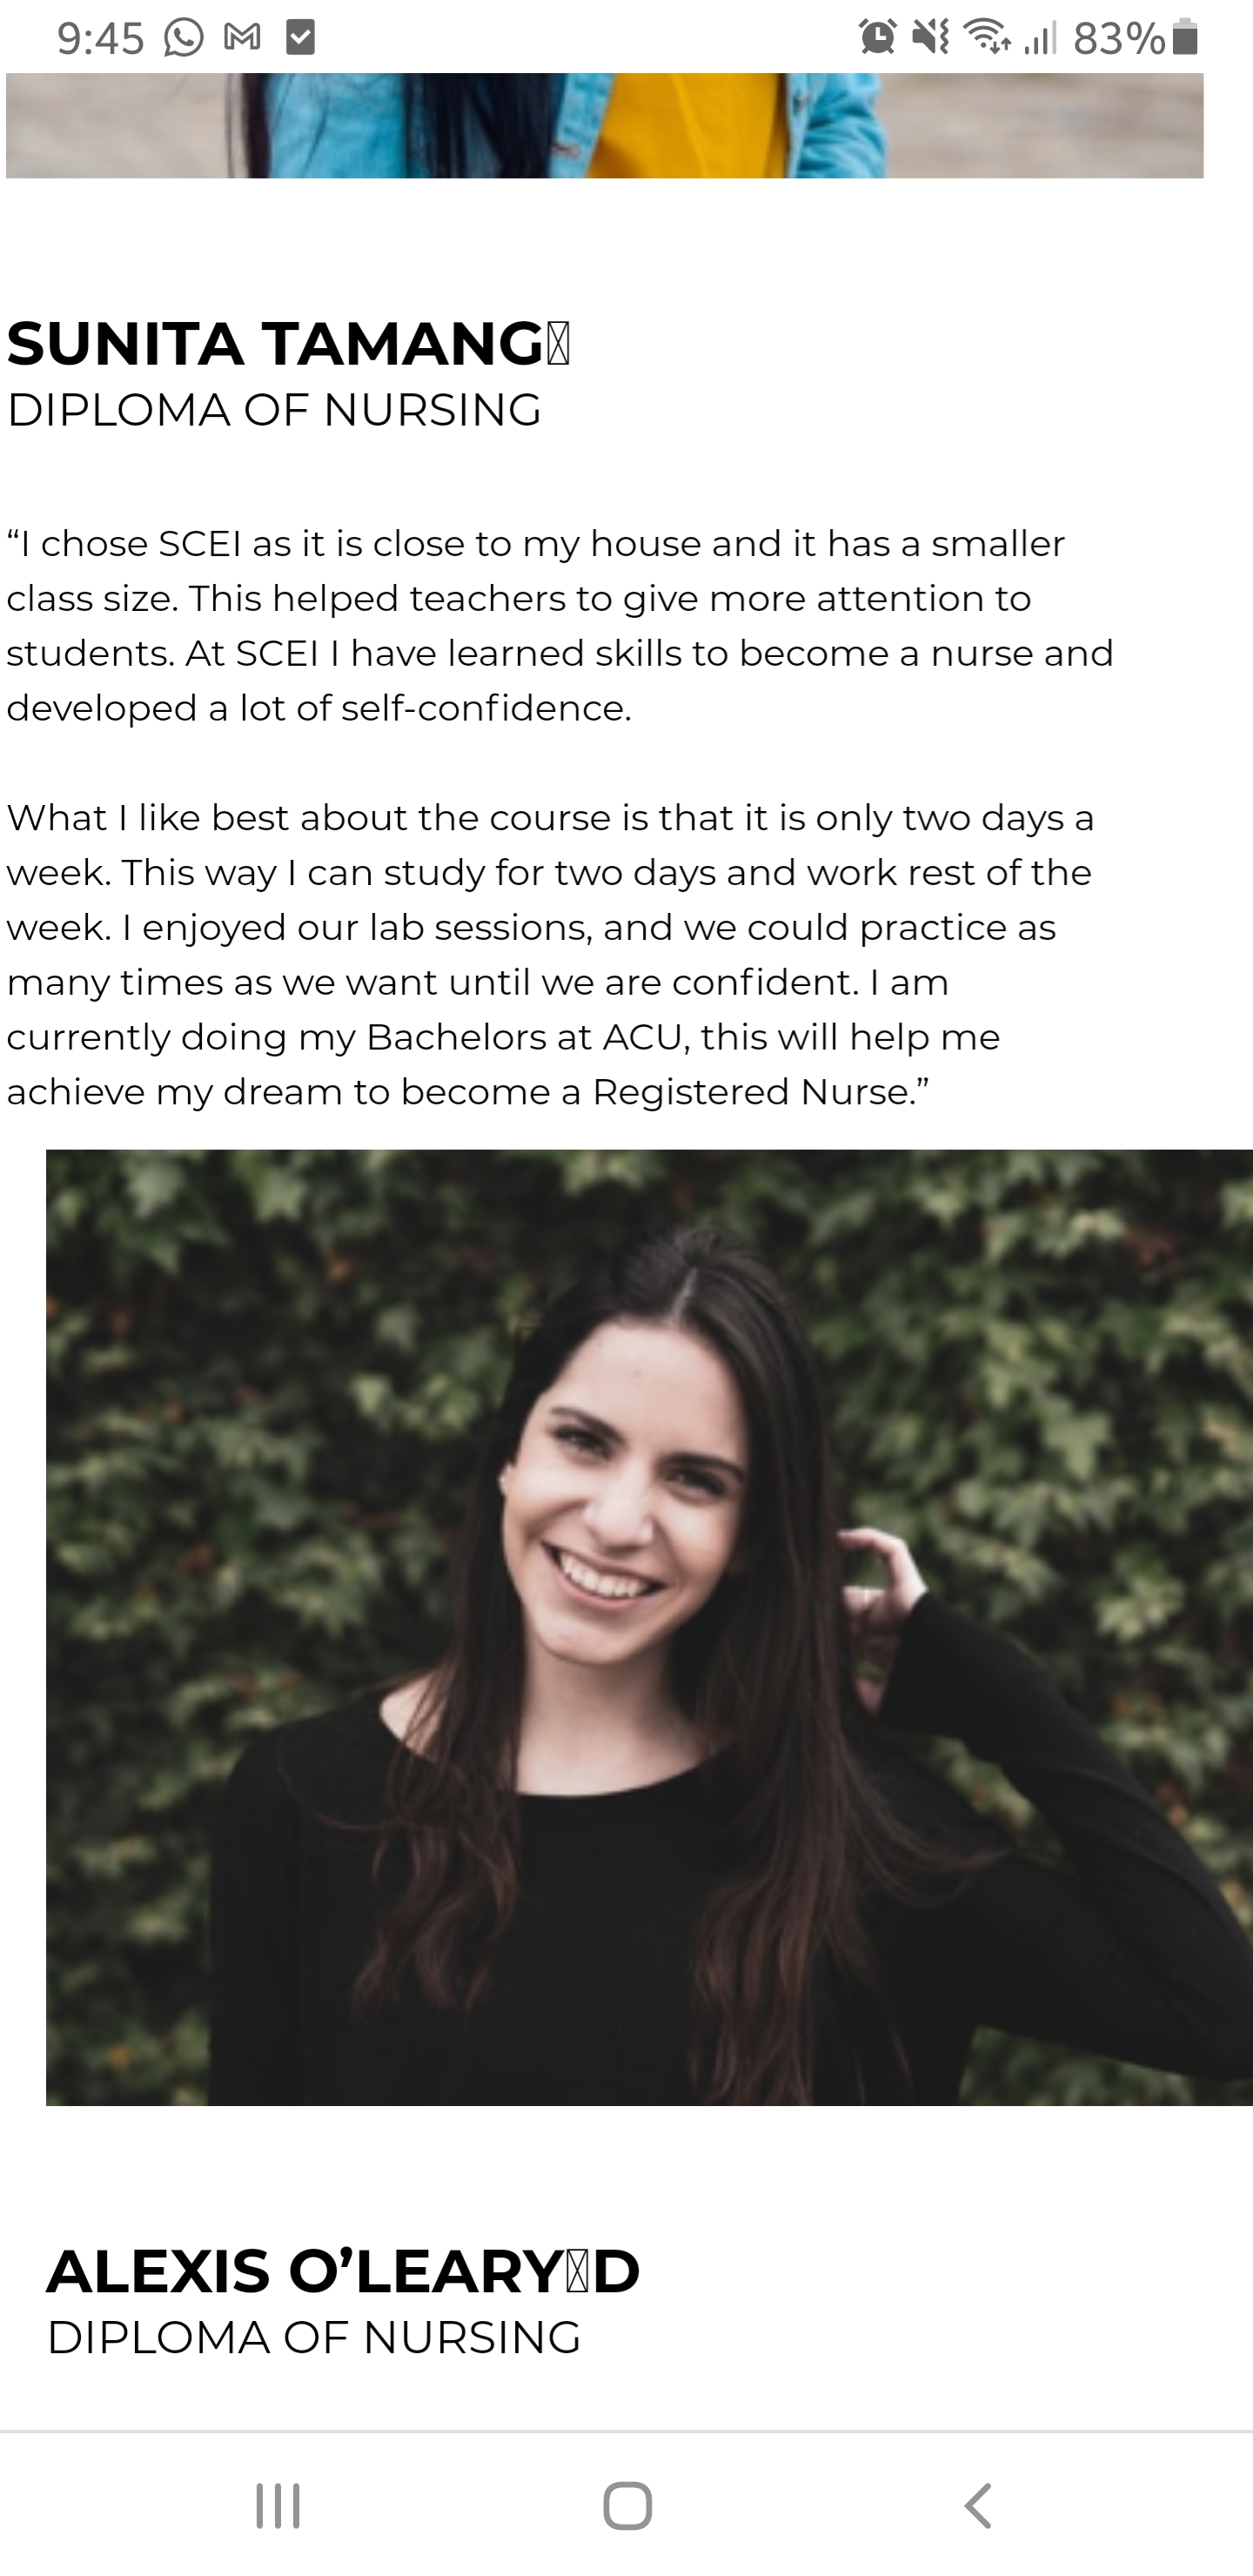 9:45 83%
SUNITA TAMANG
DIPLOMA OF NURSING
“I chose SCEI as it is close to my house and it has a smaller
class size. This helped teachers to give more attention to
students. At SCEI I have learned skills to become a nurse and
developed a lot of self-confidence.
What I like best about the course is that it is only two days a
week. This way I can study for two days and work rest of the
week. I enjoyed our lab sessions, and we could practice as
many times as we want until we are confident. I am
currently doing my Bachelors at ACU, this will help me
achieve my dream to become a Registered Nurse.”
ALEXIS O’LEARY▯D
DIPLOMA OF NURSING